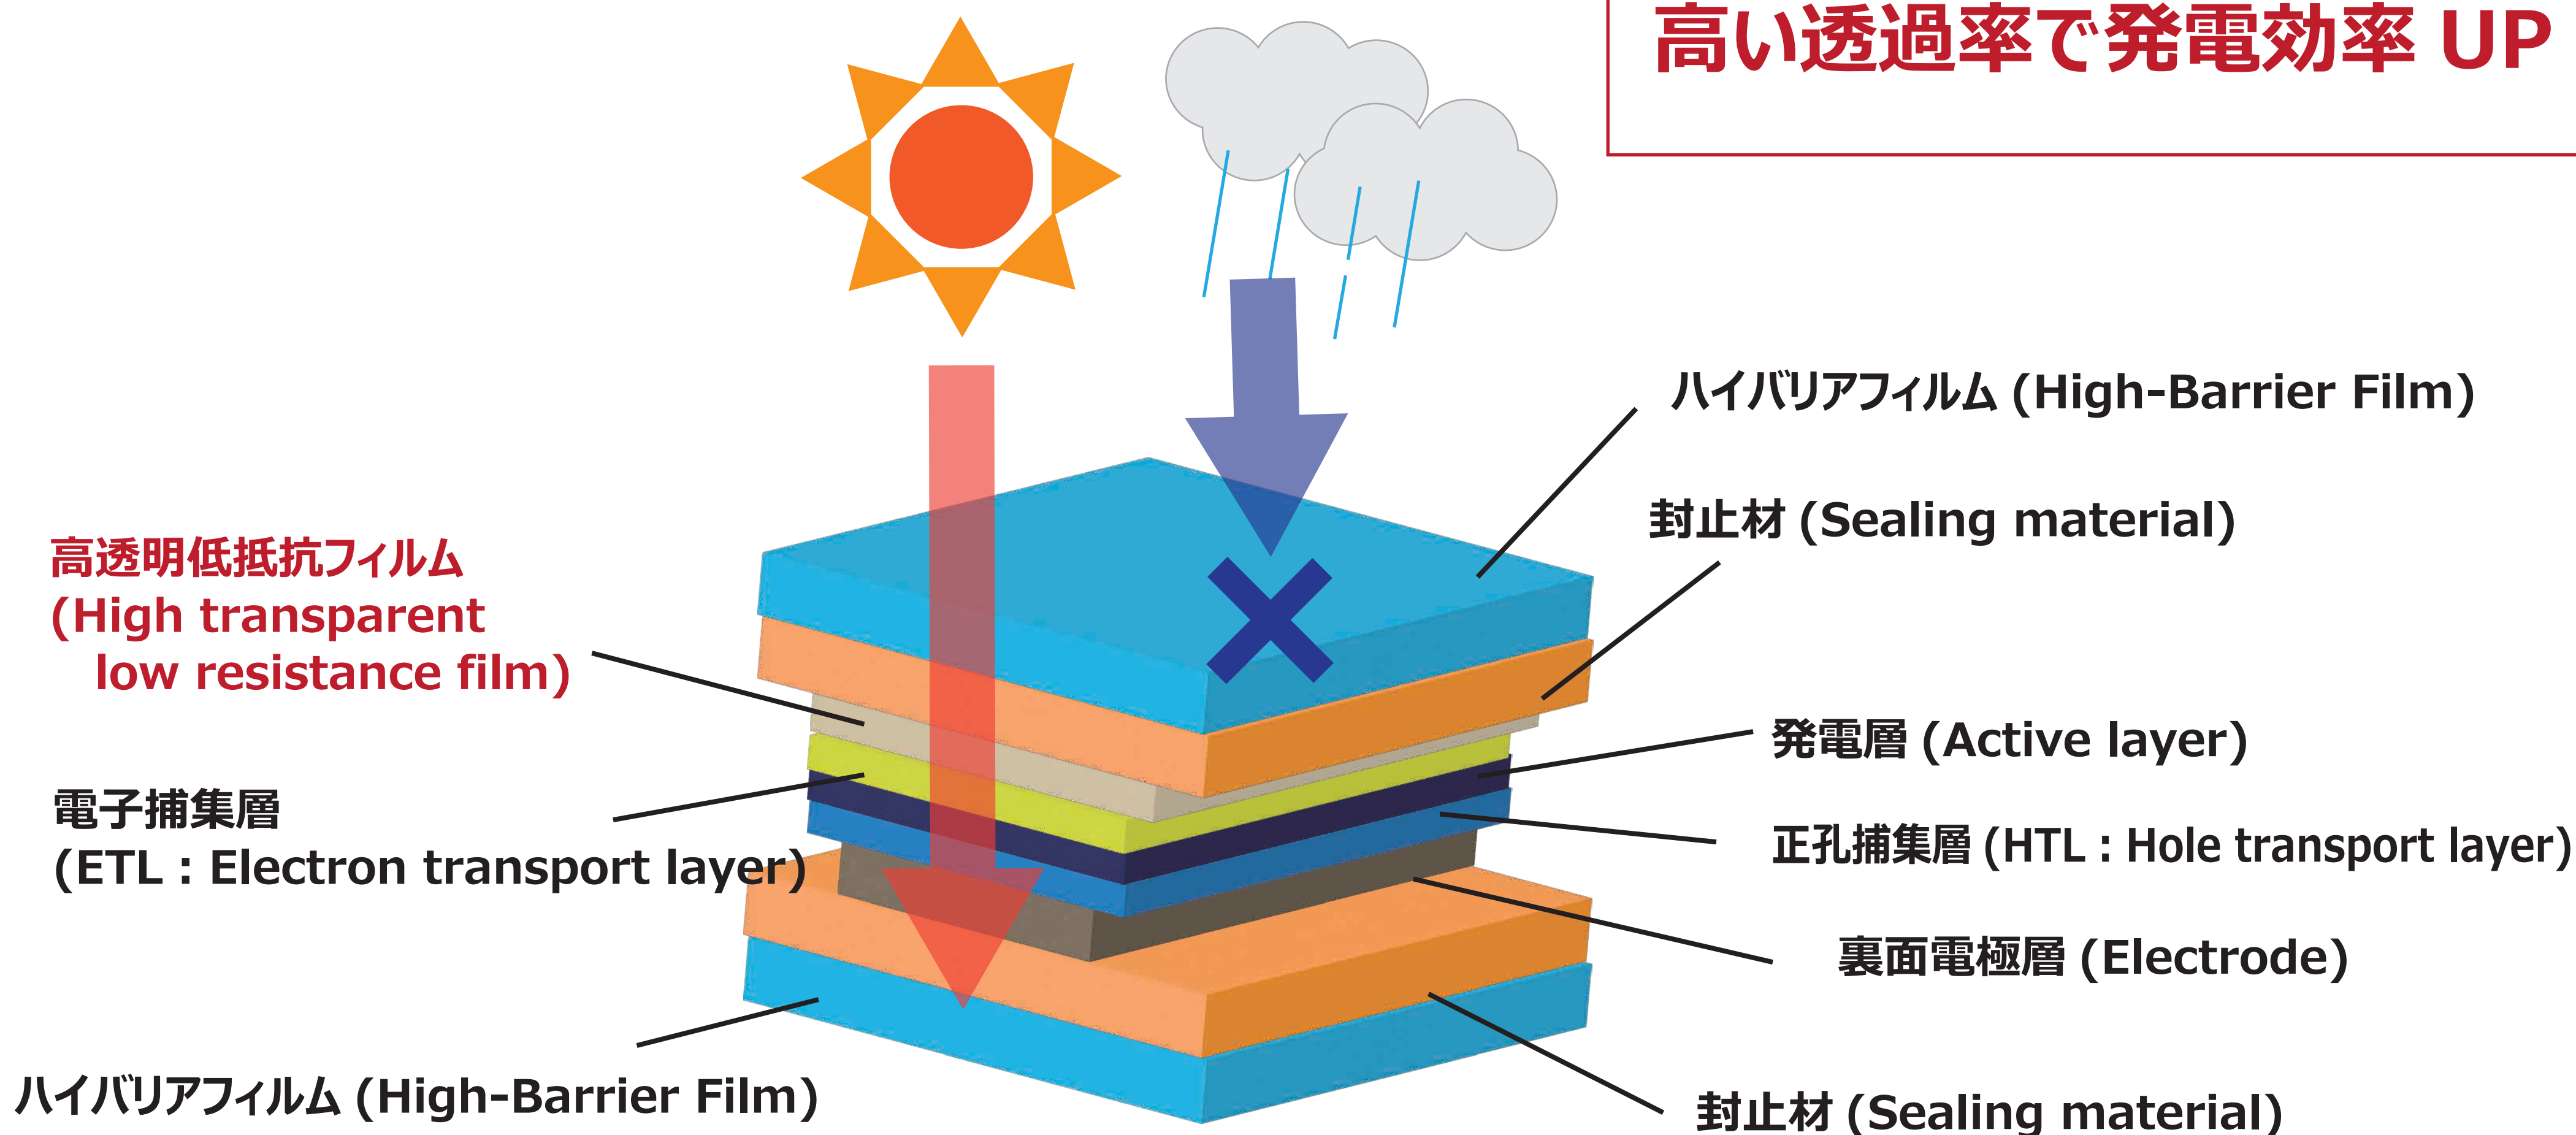 高い透過率で発電効率 UP
ハイバリアフィルム (High-Barrier Film)
封止材 (Sealing material)
高透明低抵抗フィルム
(High transparent
low resistance film)
発電層 (Active layer)
電子捕集層
(ETL : Electron transport layer)
正孔捕集層 (HTL : Hole transport layer)
裏面電極層 (Electrode)
ハイバリアフィルム (High-Barrier Film)
封止材 (Sealing material)